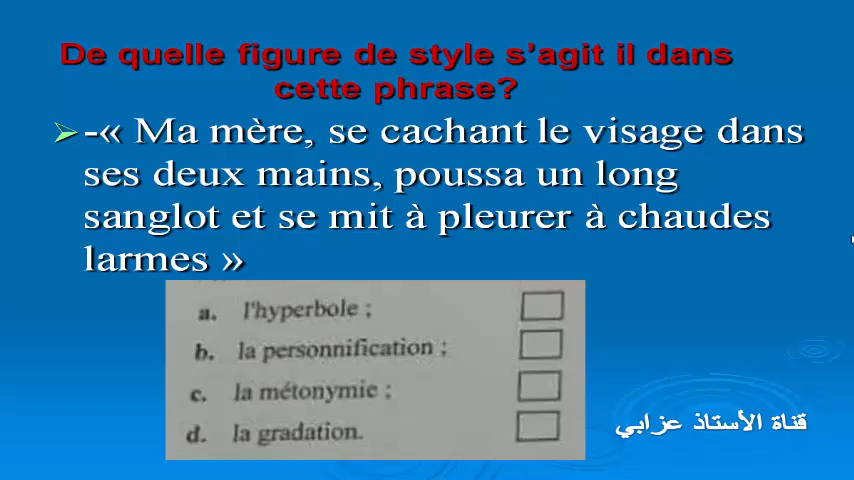 De quelle figure de style s'agit il dans
cette phrase?
-« Ma mère, se cachant le visage dans
ses deux mains, poussa un long
sanglot et se mit à pleurer à chaudes
larmes »
a. l'hyperbole ;
b. la personnification ;
c. la métonymie ;
d. la gradation.
قناة الأستاذ عزابي